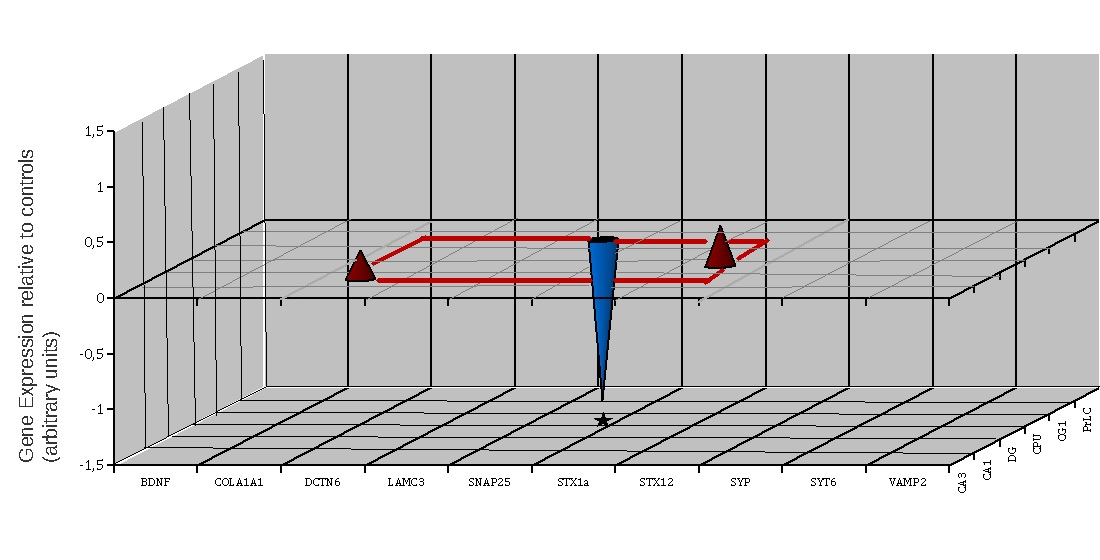 Gene Expression relative to controls
(arbitrary units)
1,5
1
0,5
0
-0,5
-1
-1,5
BDNF
COLA1A1
DCTN6
LAMC3
SNAP25
STX1a
STX12
SYP
SYT6
VAMP2
CA3
CA1
DG
CPU
CG1
PrLC